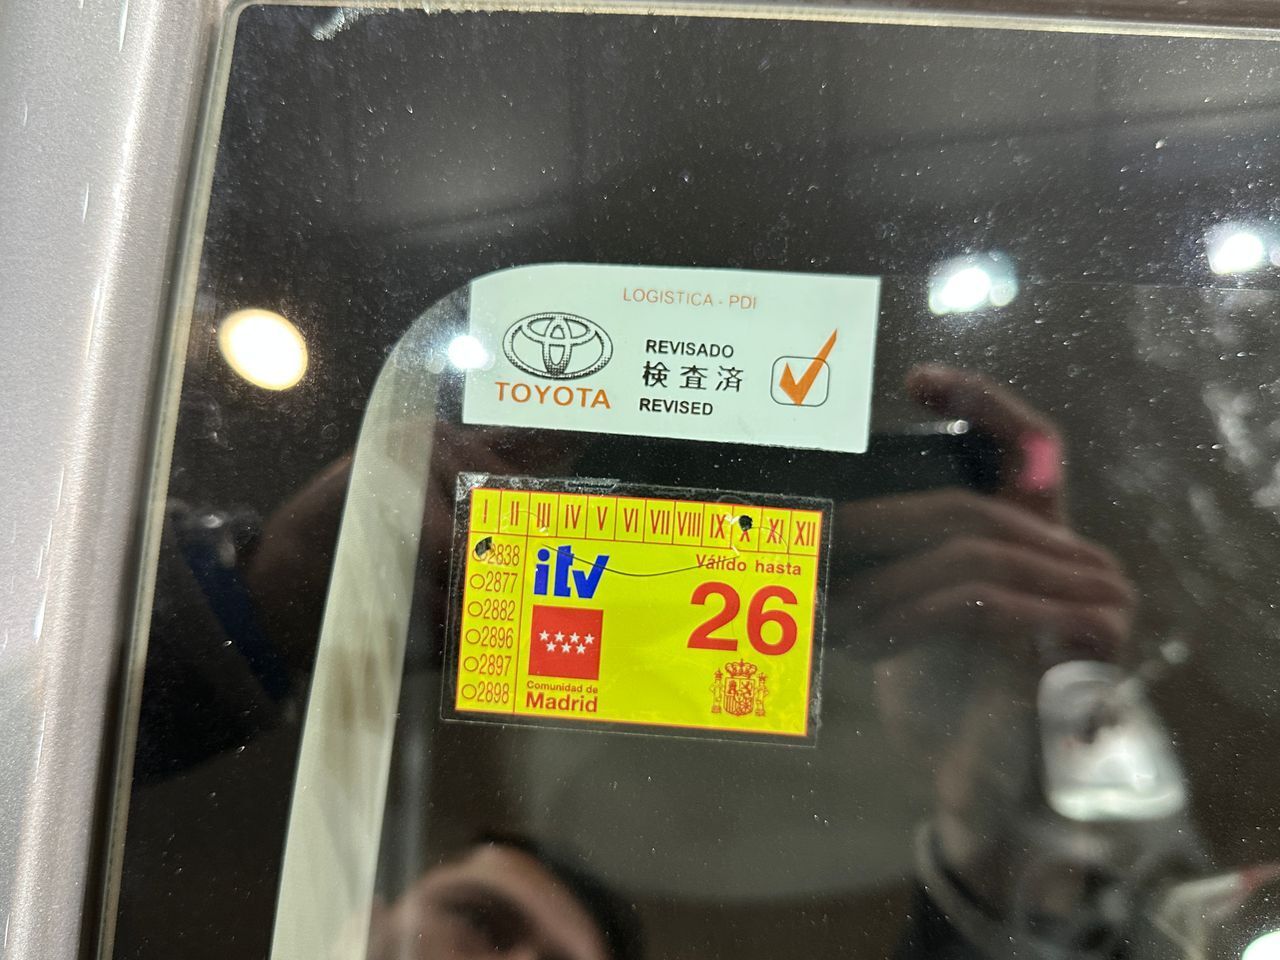 LOGISTICA - PDI
TOYOTA
REVISADO
検査済
REVISED
I II III IV V VI VII VIII IX X XI XII
2838
2877
2882
2896
2897
2898
itv
Comunidad de
Madrid
Válido hasta
26